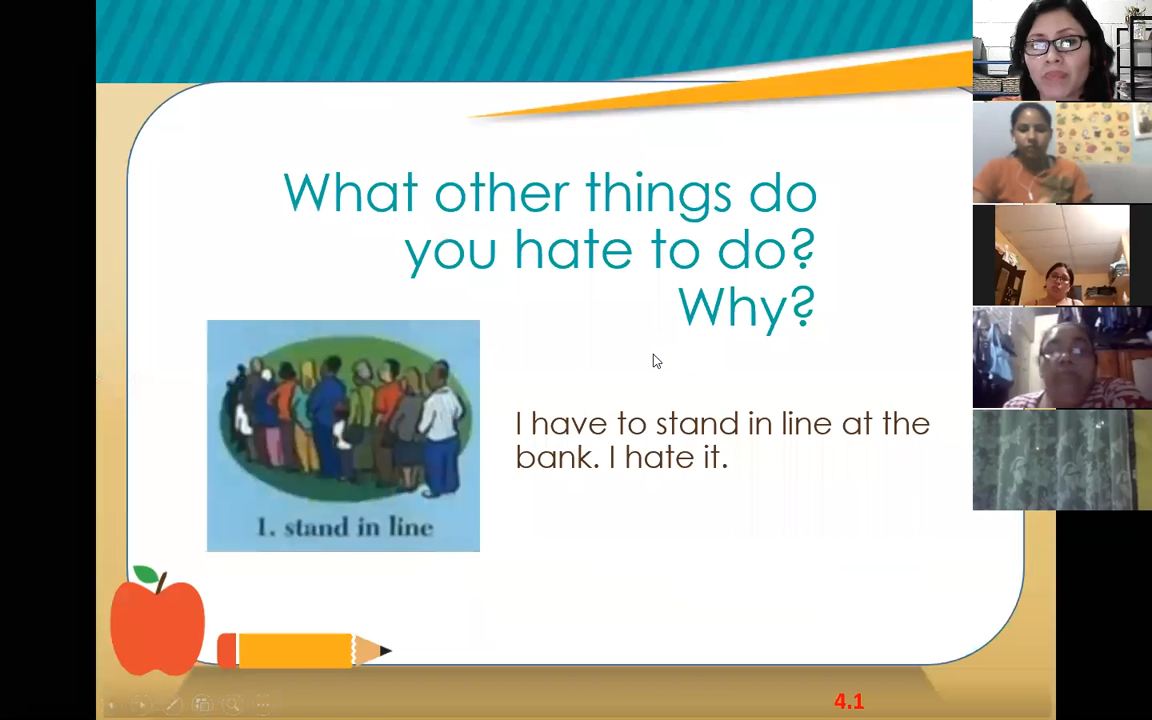 What other things do
you hate to do?
Why?
I have to stand in line at the
bank. I hate it.
1. stand in line
4.1